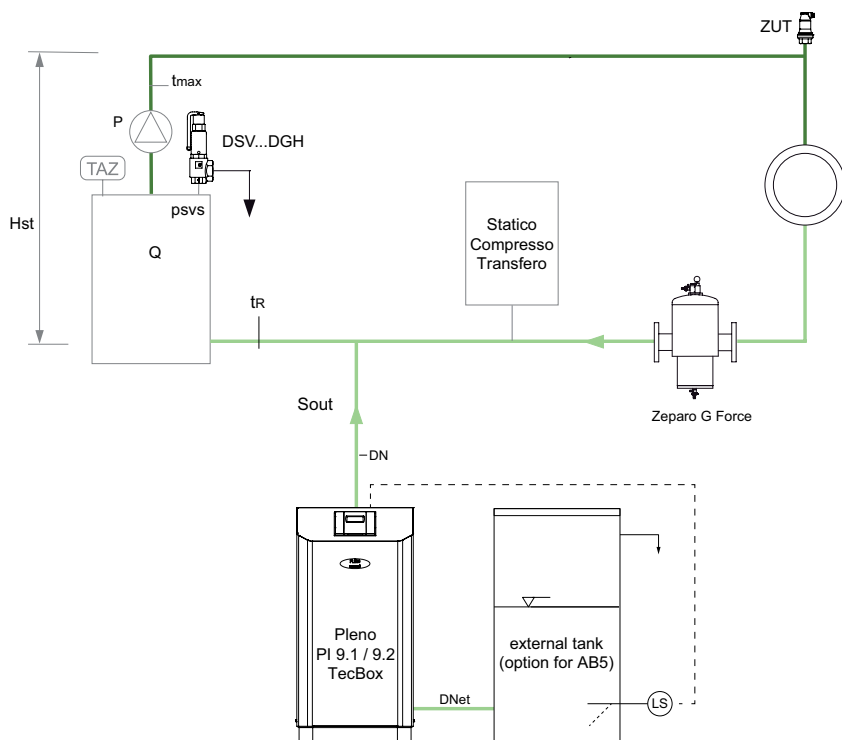 ZUT
tmax
P
DSV...DGH
TAZ
psvs
Hst
Q
Statico
Compresso
Transfero
tR
Zeparo G Force
Sout
DN
Pleno
PI 9.1 / 9.2
TecBox
external tank
(option for AB5)
DNet
LS